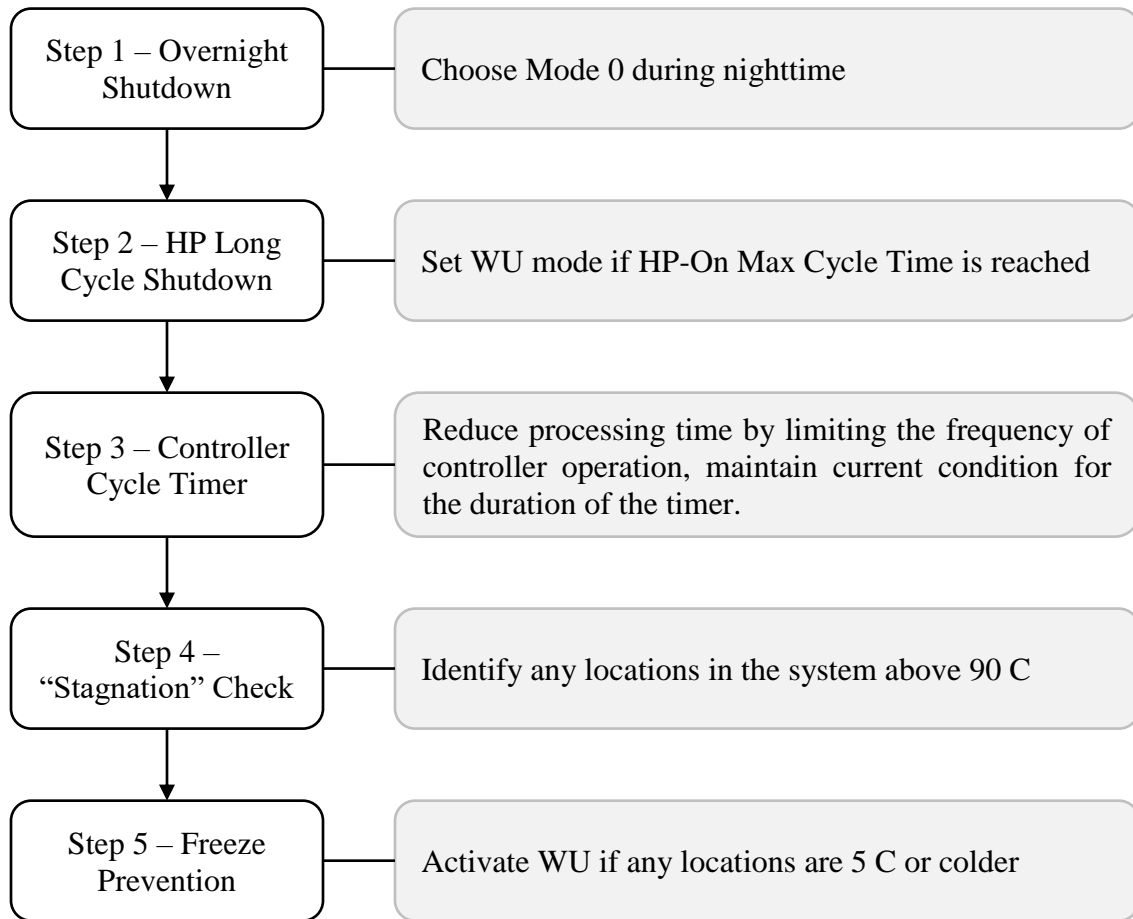 Step 1 – Overnight
Shutdown
Choose Mode 0 during nighttime
Step 2 – HP Long
Cycle Shutdown
Set WU mode if HP-On Max Cycle Time is reached
Step 3 – Controller
Cycle Timer
Reduce processing time by limiting the frequency of
controller operation, maintain current condition for
the duration of the timer.
Step 4 –
“Stagnation” Check
Identify any locations in the system above 90 C
Step 5 – Freeze
Prevention
Activate WU if any locations are 5 C or colder